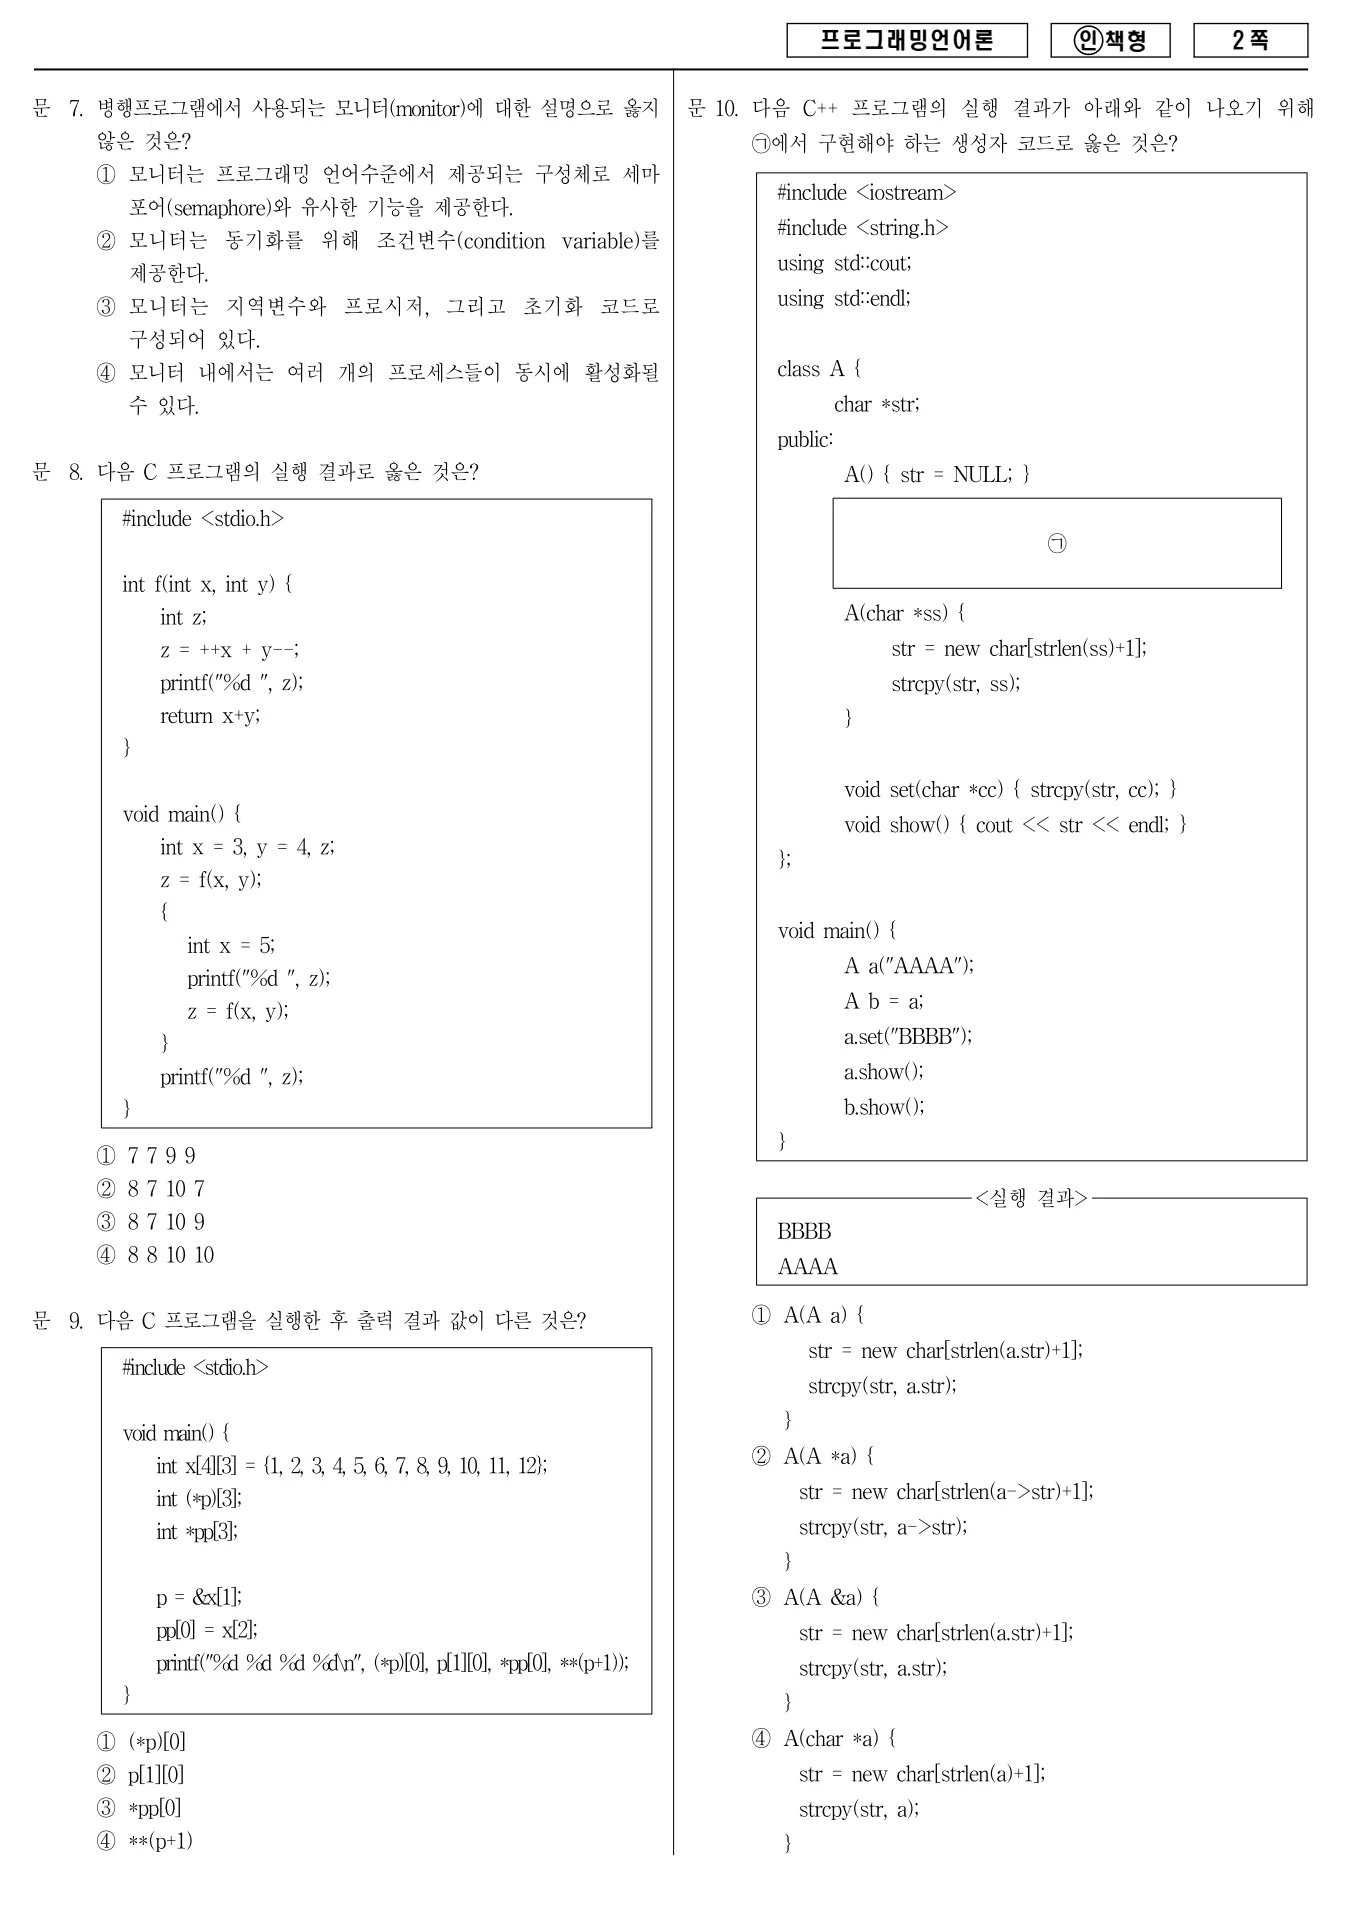 프로그래밍언어론 ㉑책형 2쪽
문 7. 병행프로그램에서 사용되는 모니터(monitor)에 대한 설명으로 옳지
않은 것은?
① 모니터는 프로그래밍 언어수준에서 제공되는 구성체로 세마
포어(semaphore)와 유사한 기능을 제공한다.
② 모니터는 동기화를 위해 조건변수(condition variable)를
제공한다.
③ 모니터는 지역변수와 프로시저, 그리고 초기화 코드로
구성되어 있다.
④ 모니터 내에서는 여러 개의 프로세스들이 동시에 활성화될
수 있다.
문 8. 다음 C 프로그램의 실행 결과로 옳은 것은?
#include <stdio.h>
int f(int x, int y) {
int z;
z = ++x + y--;
printf("%d ", z);
return x+y;
}
void main() {
int x = 3, y = 4, z;
z = f(x, y);
{
int x = 5;
printf("%d ", z);
z = f(x, y);
}
printf("%d ", z);
}
① 7 7 9 9
② 8 7 10 7
③ 8 7 10 9
④ 8 8 10 10
문 9. 다음 C 프로그램을 실행한 후 출력 결과 값이 다른 것은?
#include <stdio.h>
void main() {
int x[4][3] = {1, 2, 3, 4, 5, 6, 7, 8, 9, 10, 11, 12};
int (*p)[3];
int *pp[3];
p = &x[1];
pp[0] = x[2];
printf("%d %d %d %d\n", (*p)[0], p[1][0], *pp[0], **(p+1));
}
① (*p)[0]
② p[1][0]
③ *pp[0]
④ **(p+1)
문 10. 다음 C++ 프로그램의 실행 결과가 아래와 같이 나오기 위해
㉠에서 구현해야 하는 생성자 코드로 옳은 것은?
#include <iostream>
#include <string.h>
using std::cout;
using std::endl;
class A {
char *str;
public:
A() { str = NULL; }
㉠
A(char *ss) {
str = new char[strlen(ss)+1];
strcpy(str, ss);
}
void set(char *cc) { strcpy(str, cc); }
void show() { cout << str << endl; }
};
void main() {
A a("AAAA");
A b = a;
a.set("BBBB");
a.show();
b.show();
}
<실행 결과>
BBBB
AAAA
① A(A a) {
str = new char[strlen(a.str)+1];
strcpy(str, a.str);
}
② A(A *a) {
str = new char[strlen(a->str)+1];
strcpy(str, a->str);
}
③ A(A &a) {
str = new char[strlen(a.str)+1];
strcpy(str, a.str);
}
④ A(char *a) {
str = new char[strlen(a)+1];
strcpy(str, a);
}